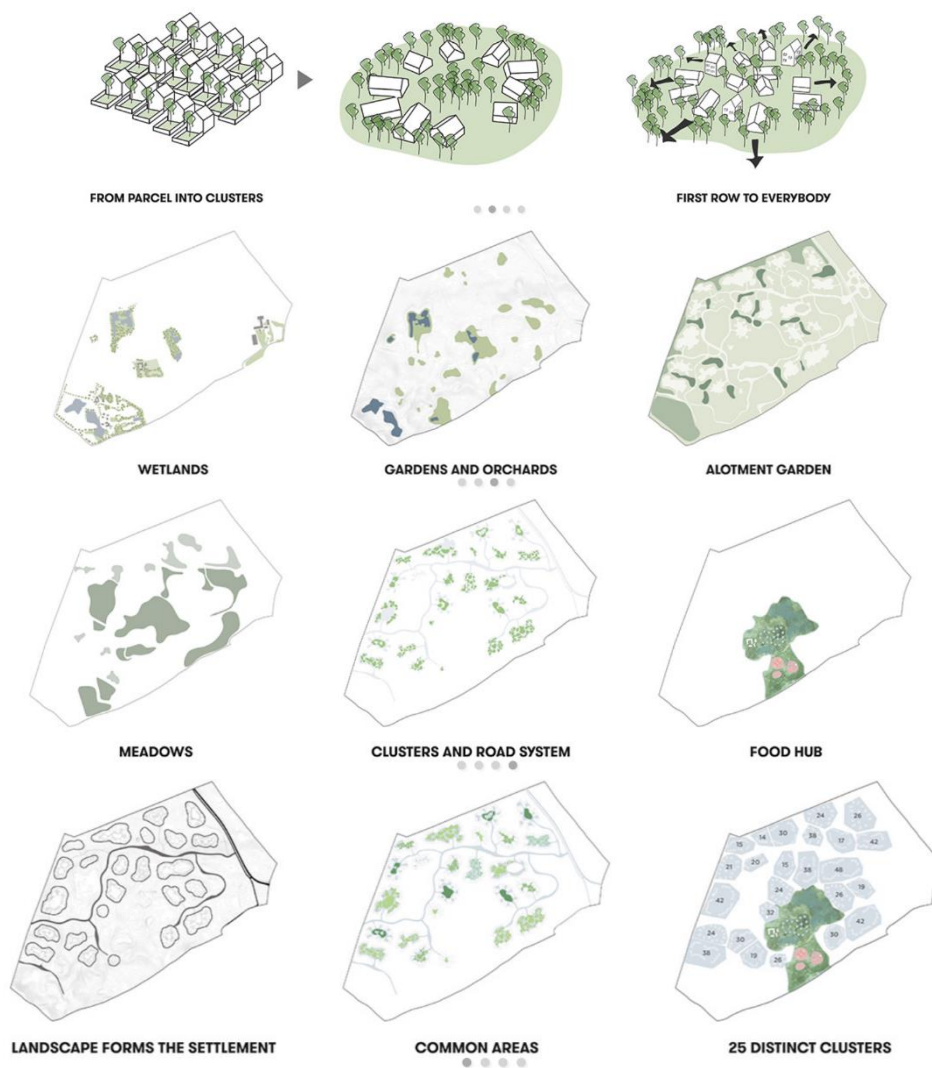 FROM PARCEL INTO CLUSTERS
FIRST ROW TO EVERYBODY
WETLANDS
GARDENS AND ORCHARDS
ALOTMENT GARDEN
MEADOWS
CLUSTERS AND ROAD SYSTEM
FOOD HUB
24
26
15
14
30
38
17
42
21
20
15
38
48
42
24
26
19
32
24
30
30
42
38
19
26
LANDSCAPE FORMS THE SETTLEMENT
COMMON AREAS
25 DISTINCT CLUSTERS